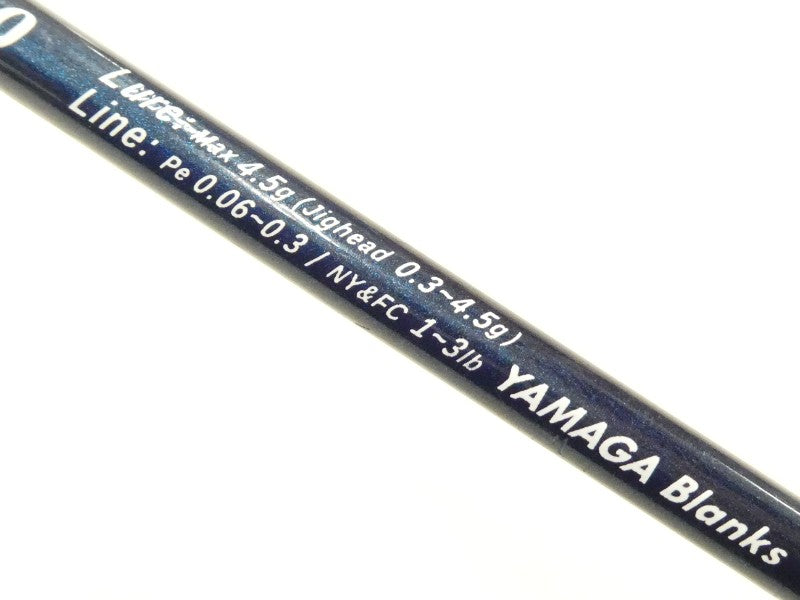 0
Lure: Max 4.5g (Jighead 0.3~4.5g)
Line: Pe 0.06~0.3 / NY&FC 1~3lb
YAMAGA Blanks